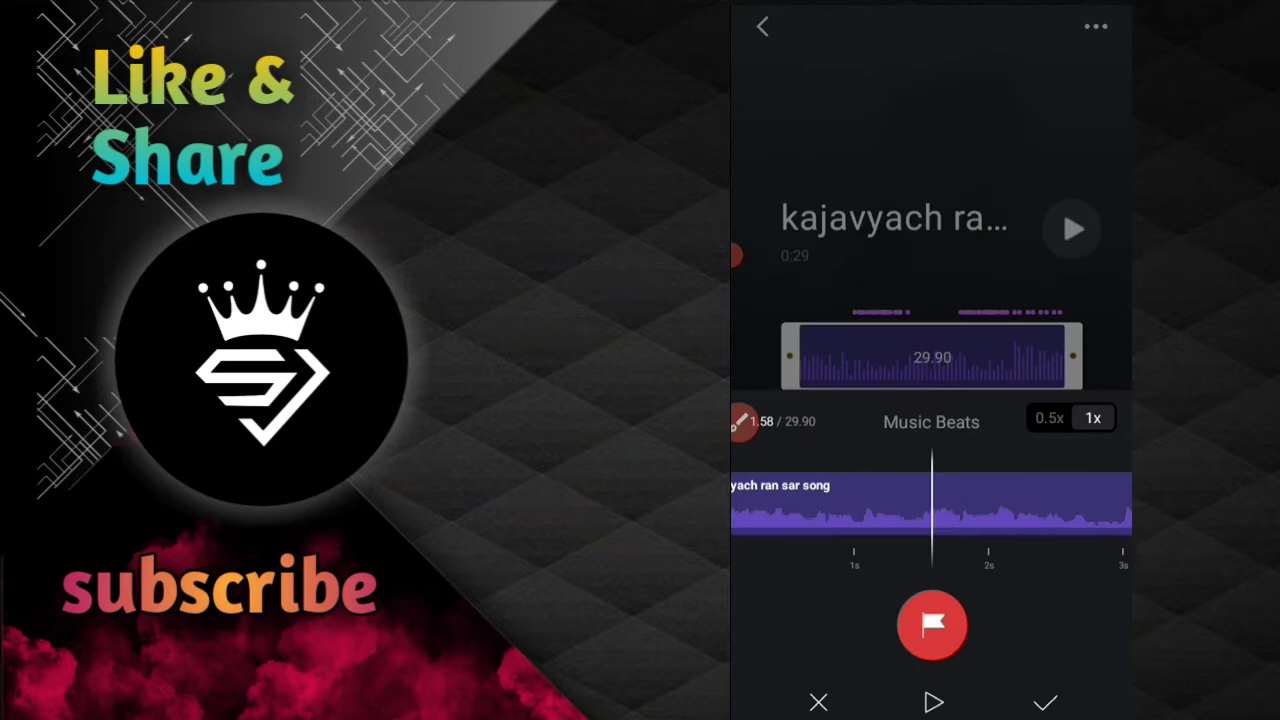 Like &
Share
subscribe
kajavyach ra...
0:29
29.90
1.58 / 29.90
Music Beats
0.5x
1x
yach ran sar song
1s
2s
3s